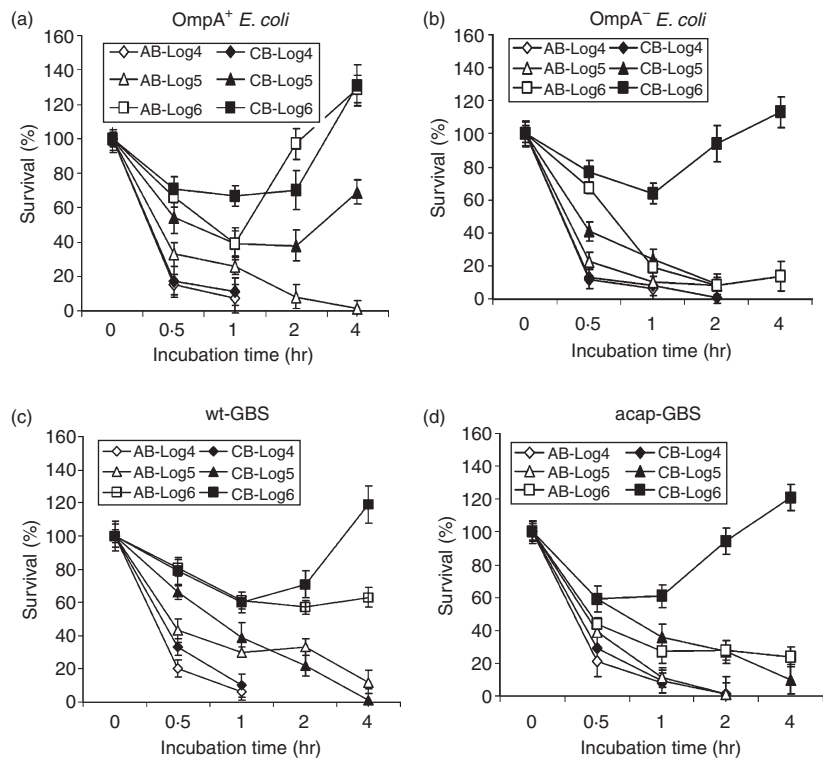 (a)
OmpA⁺ E. coli
AB-Log4 CB-Log4
AB-Log5 CB-Log5
AB-Log6 CB-Log6
Survival (%)
160
140
120
100
80
60
40
20
0
0 0·5 1 2 4
Incubation time (hr)
(b)
OmpA⁻ E. coli
AB-Log4 CB-Log4
AB-Log5 CB-Log5
AB-Log6 CB-Log6
Survival (%)
160
140
120
100
80
60
40
20
0
0 0·5 1 2 4
Incubation time (hr)
(c)
wt-GBS
AB-Log4 CB-Log4
AB-Log5 CB-Log5
AB-Log6 CB-Log6
Survival (%)
160
140
120
100
80
60
40
20
0
0 0·5 1 2 4
Incubation time (hr)
(d)
acap-GBS
AB-Log4 CB-Log4
AB-Log5 CB-Log5
AB-Log6 CB-Log6
Survival (%)
160
140
120
100
80
60
40
20
0
0 0·5 1 2 4
Incubation time (hr)